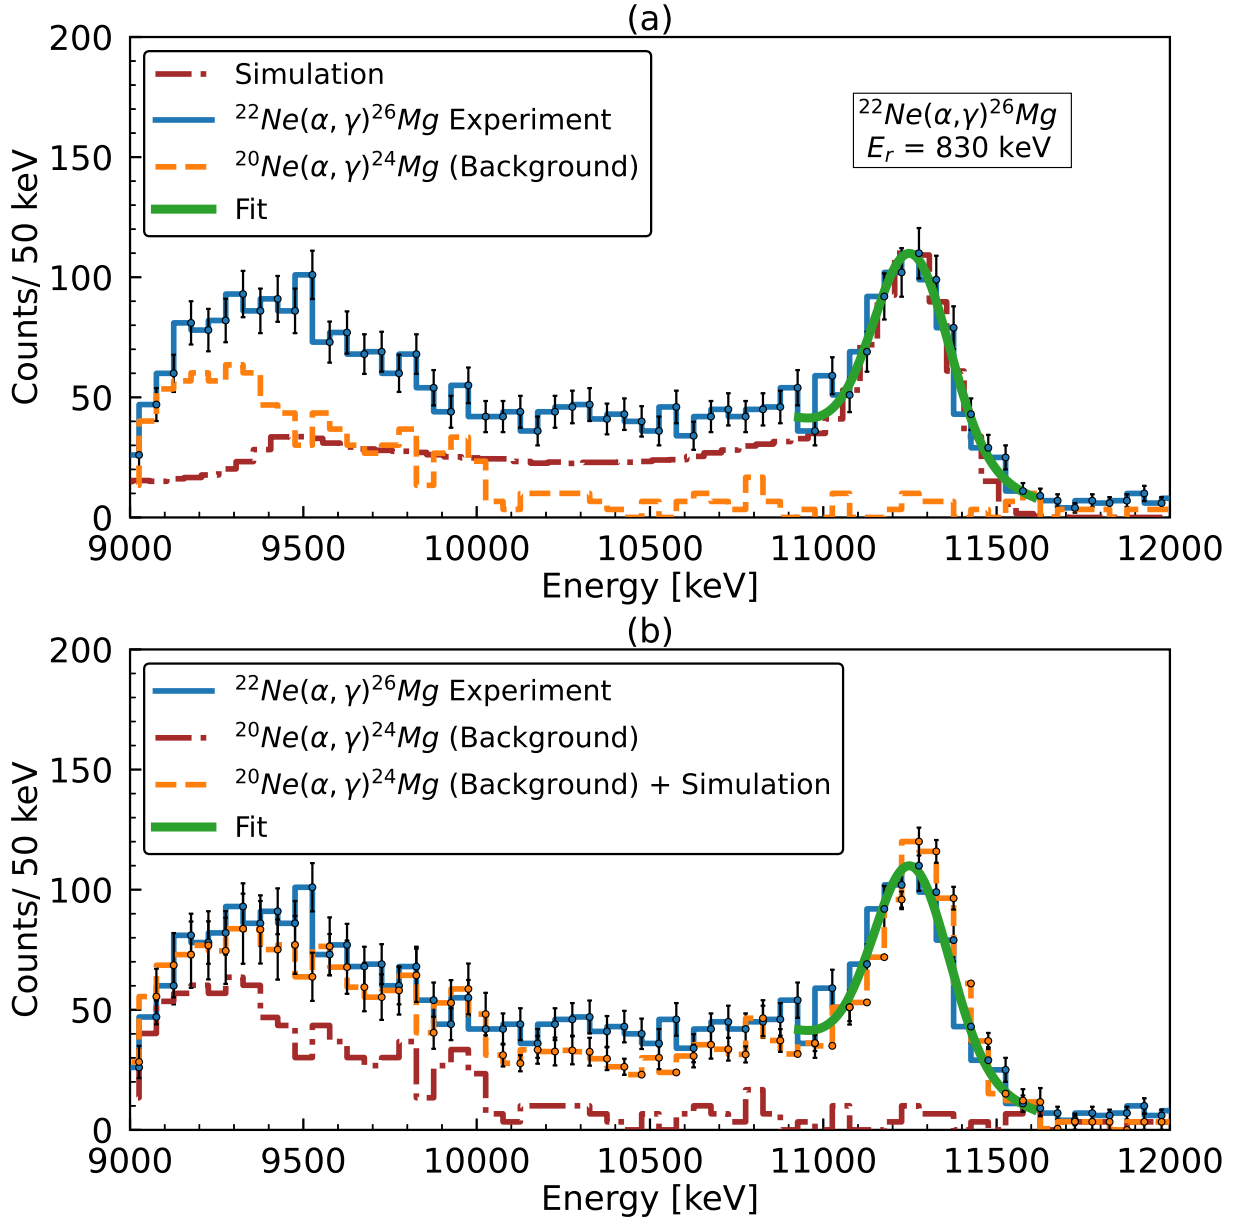 (a)
200
150
100
50
0
Counts/ 50 keV
Simulation
²²Ne(α, γ)²⁶Mg Experiment
²⁰Ne(α, γ)²⁴Mg (Background)
Fit
²²Ne(α,γ)²⁶Mg
Eᵣ = 830 keV
9000 9500 10000 10500 11000 11500 12000
Energy [keV]
(b)
200
150
100
50
0
Counts/ 50 keV
²²Ne(α, γ)²⁶Mg Experiment
²⁰Ne(α, γ)²⁴Mg (Background)
²⁰Ne(α, γ)²⁴Mg (Background) + Simulation
Fit
9000 9500 10000 10500 11000 11500 12000
Energy [keV]